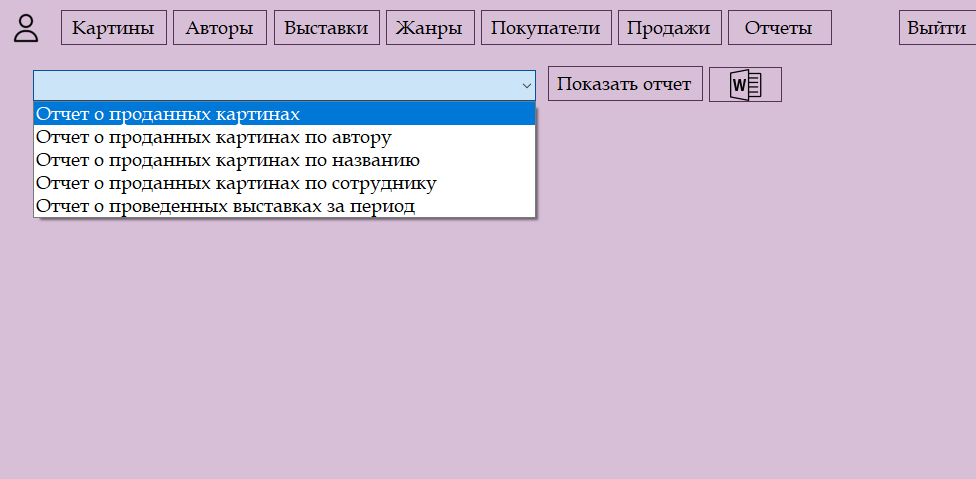 Картины Авторы Выставки Жанры Покупатели Продажи Отчеты Выйти
Показать отчет W
Отчет о проданных картинах
Отчет о проданных картинах по автору
Отчет о проданных картинах по названию
Отчет о проданных картинах по сотруднику
Отчет о проведенных выставках за период